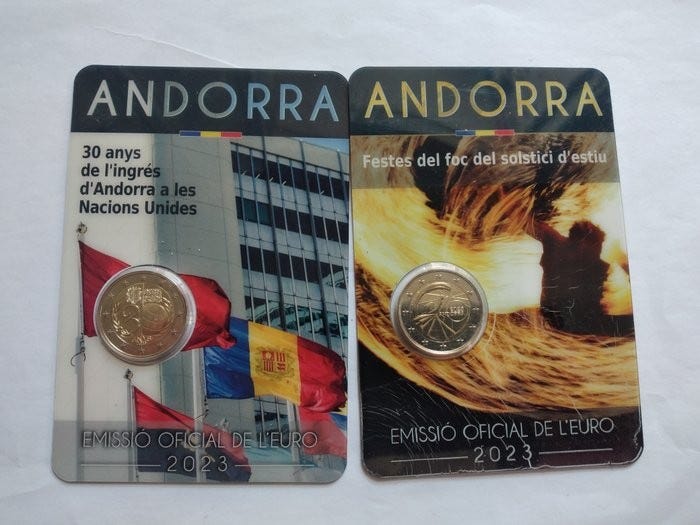 ANDORRA
30 anys
de l'ingrés
d'Andorra a les
Nacions Unides
EMISSIÓ OFICIAL DE L'EURO
2023
ANDORRA
Festes del foc del solstici d'estiu
EMISSIÓ OFICIAL DE L'EURO
2023